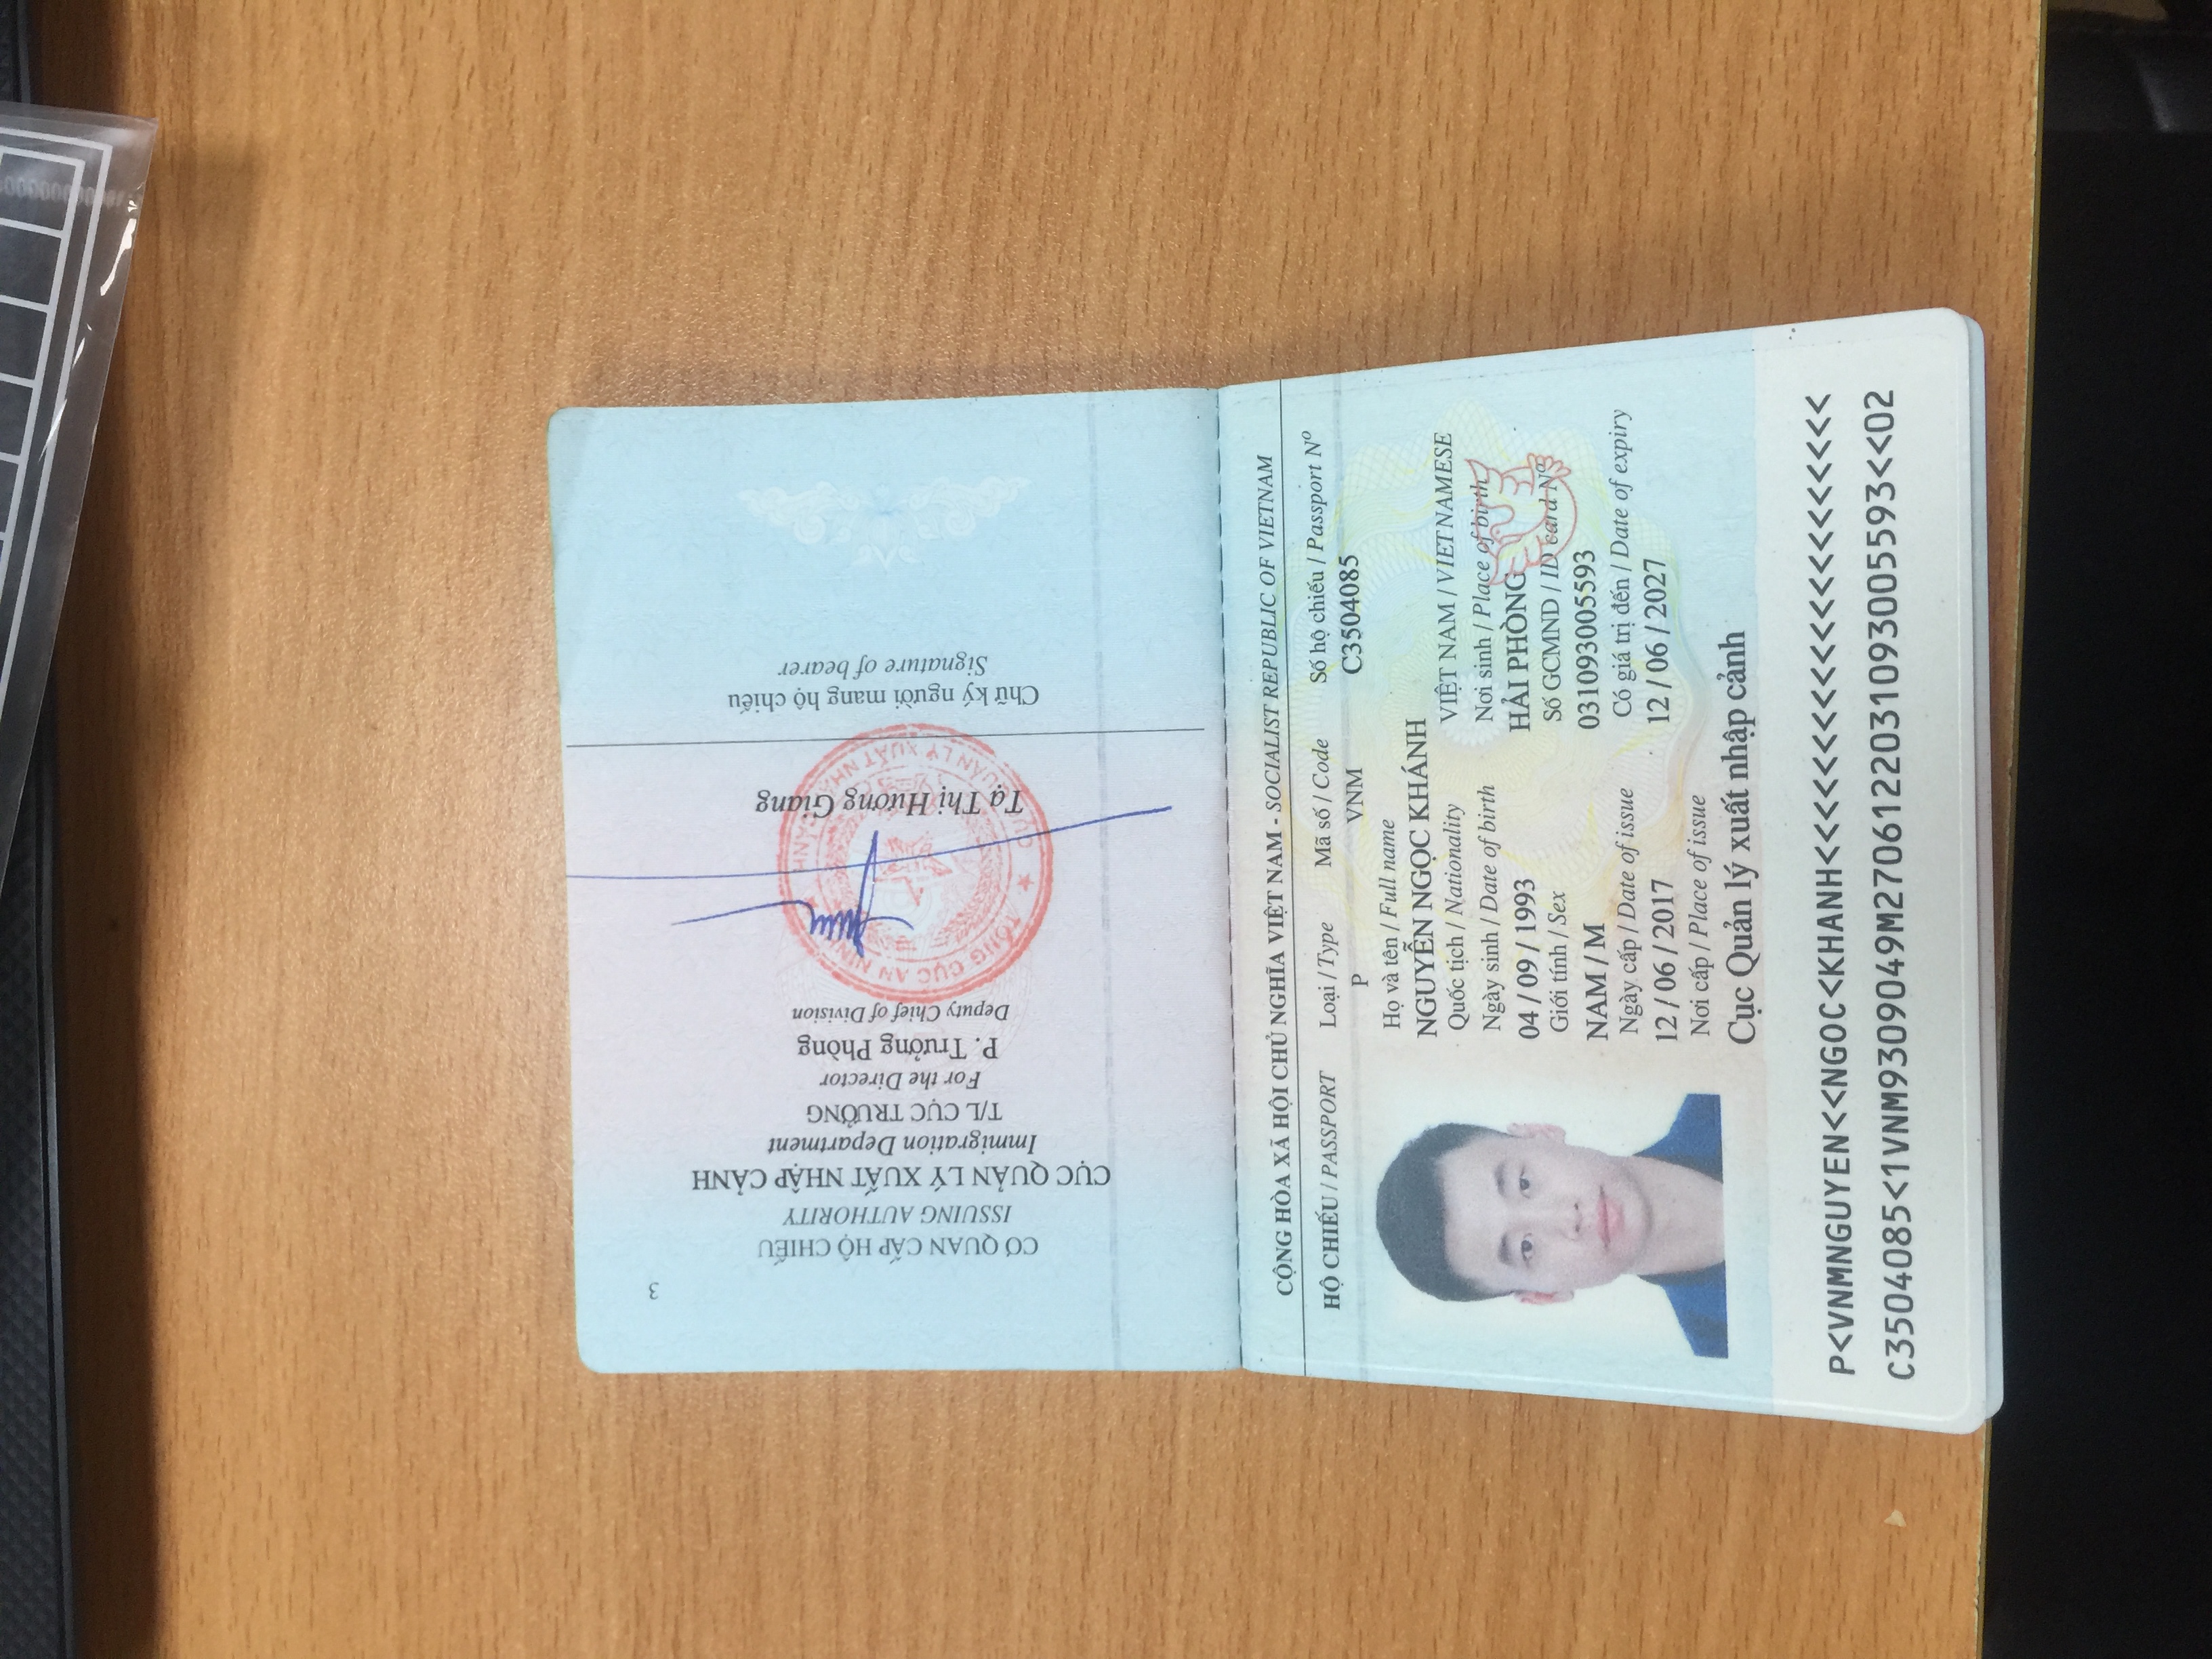 3
CƠ QUAN CẤP HỘ CHIẾU
ISSUING AUTHORITY
CỤC QUẢN LÝ XUẤT NHẬP CẢNH
Immigration Department
T/L CỤC TRƯỞNG
For the Director
P. Trưởng Phòng
Deputy Chief of Division
TỔNG CỤC AN NINH
Tạ Thị Hương Giang
Chữ ký người mang hộ chiếu
Signature of bearer
CỘNG HÒA XÃ HỘI CHỦ NGHĨA VIỆT NAM - SOCIALIST REPUBLIC OF VIETNAM
HỘ CHIẾU / PASSPORT Loại / Type Mã số / Code Số hộ chiếu / Passport Nº
P VNM C3504085
Họ và tên / Full name
NGUYỄN NGỌC KHÁNH
Quốc tịch / Nationality VIỆT NAM / VIETNAMESE
Ngày sinh / Date of birth Nơi sinh / Place of birth
04 / 09 / 1993 HẢI PHÒNG
Giới tính / Sex Số GCMND / ID card Nº
NAM / M 031093005593
Ngày cấp / Date of issue Có giá trị đến / Date of expiry
12 / 06 / 2017 12 / 06 / 2027
Nơi cấp / Place of issue
Cục Quản lý xuất nhập cảnh
P<VNMNGUYEN<<NGOC<KHANH<<<<<<<<<<<<<<<<<<<<<
C3504085<1VNM9309049M2706122031093005593<<02